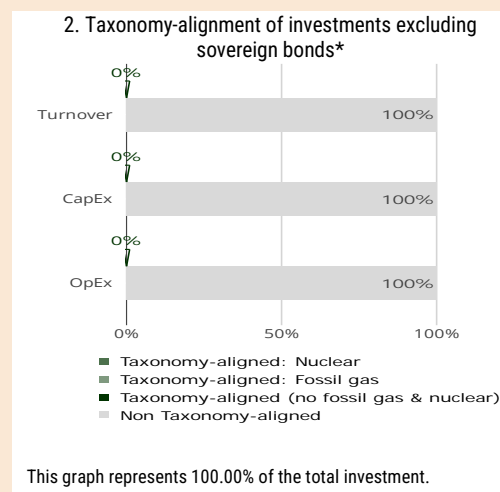 2. Taxonomy-alignment of investments excluding
sovereign bonds*
0%
Turnover 100%
0%
CapEx 100%
0%
OpEx 100%
0% 50% 100%
Taxonomy-aligned: Nuclear
Taxonomy-aligned: Fossil gas
Taxonomy-aligned (no fossil gas & nuclear)
Non Taxonomy-aligned
This graph represents 100.00% of the total investment.